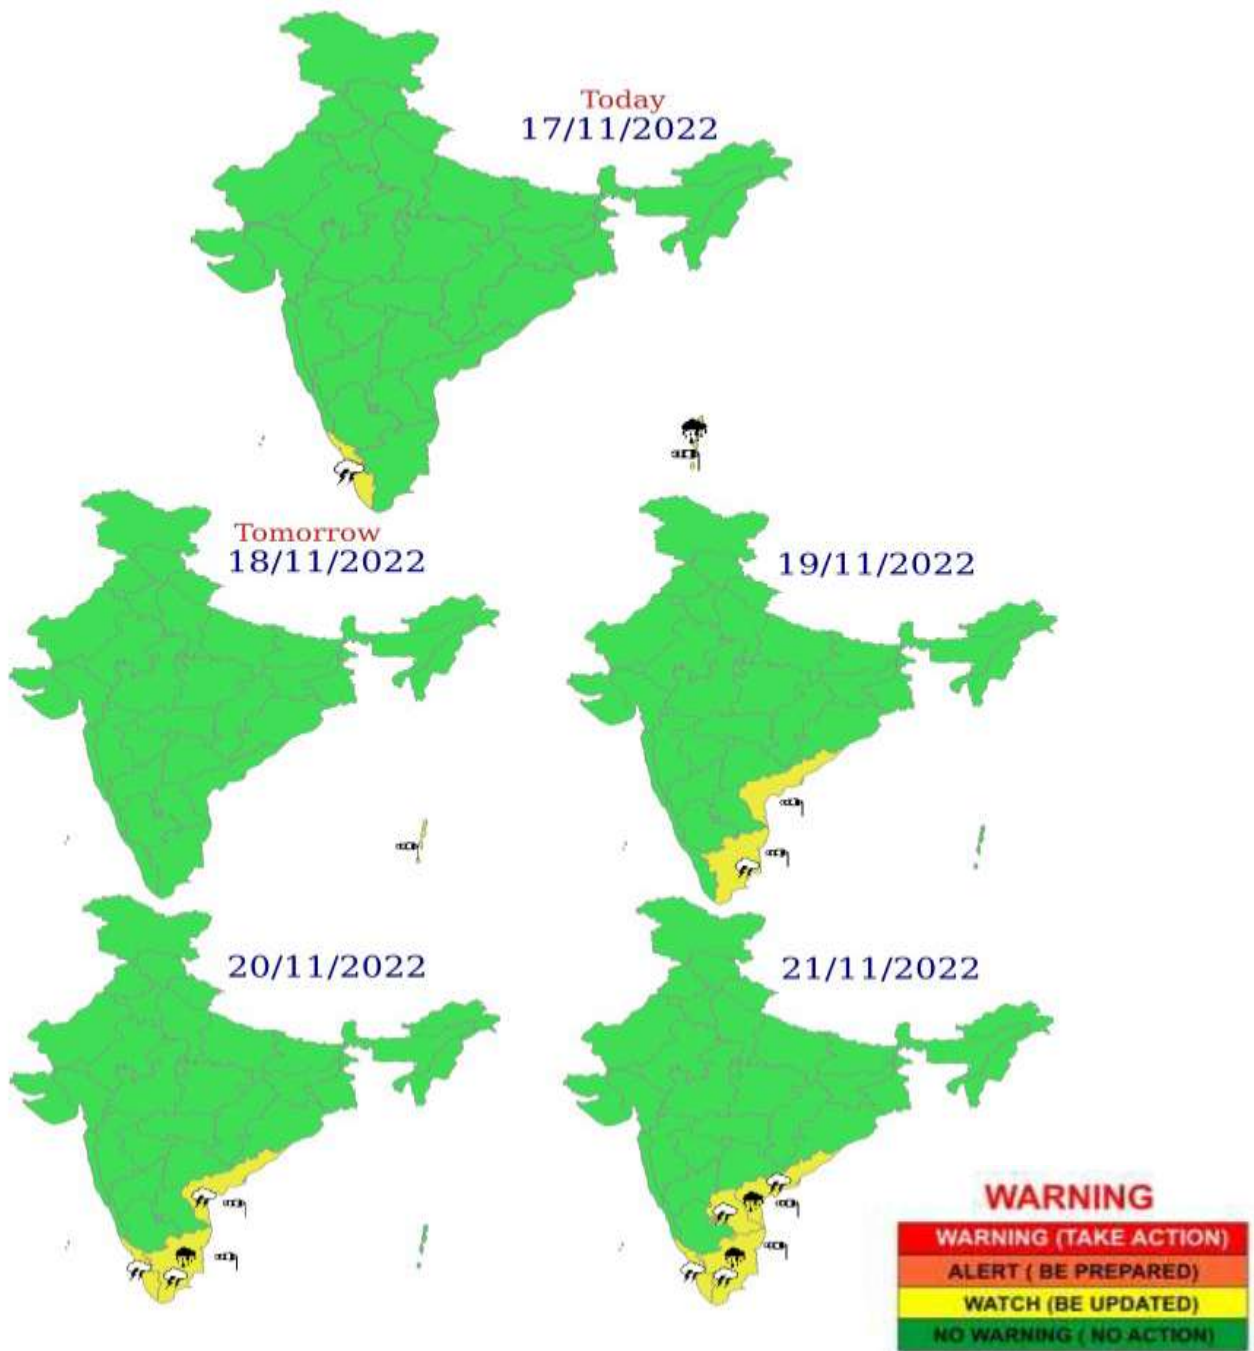 Today
17/11/2022
Tomorrow
18/11/2022
19/11/2022
20/11/2022
21/11/2022
WARNING
WARNING (TAKE ACTION)
ALERT ( BE PREPARED)
WATCH (BE UPDATED)
NO WARNING ( NO ACTION)